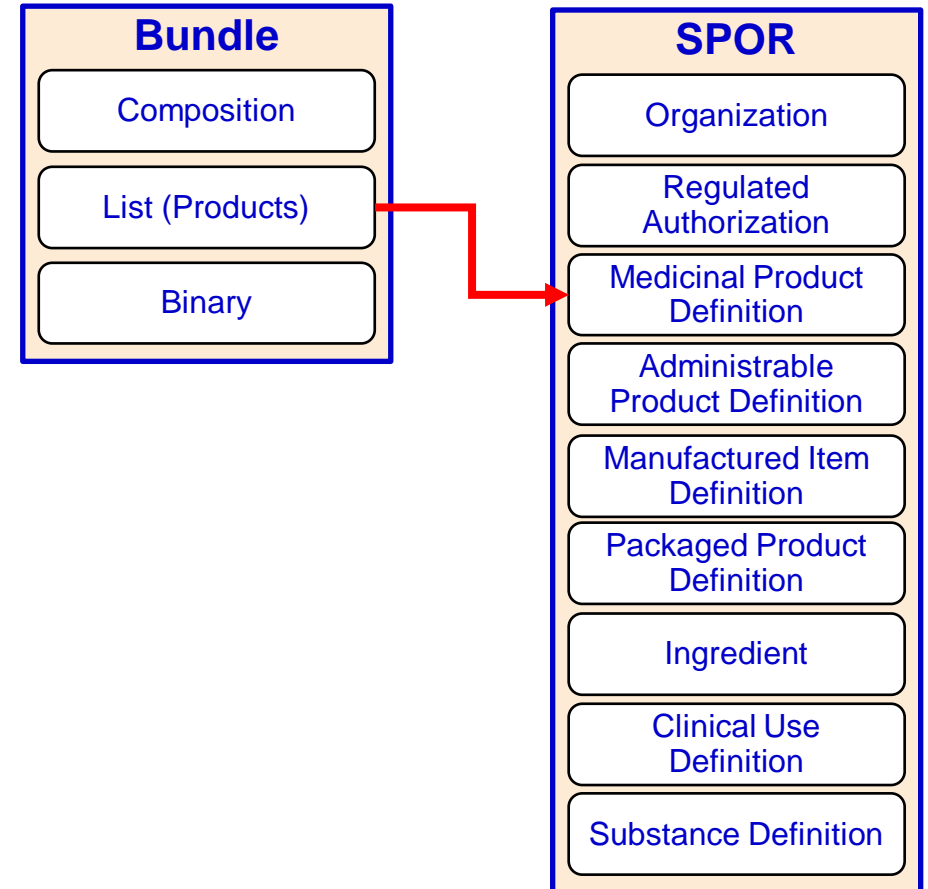 Bundle
Composition
List (Products)
Binary
SPOR
Organization
Regulated
Authorization
Medicinal Product
Definition
Administrable
Product Definition
Manufactured Item
Definition
Packaged Product
Definition
Ingredient
Clinical Use
Definition
Substance Definition